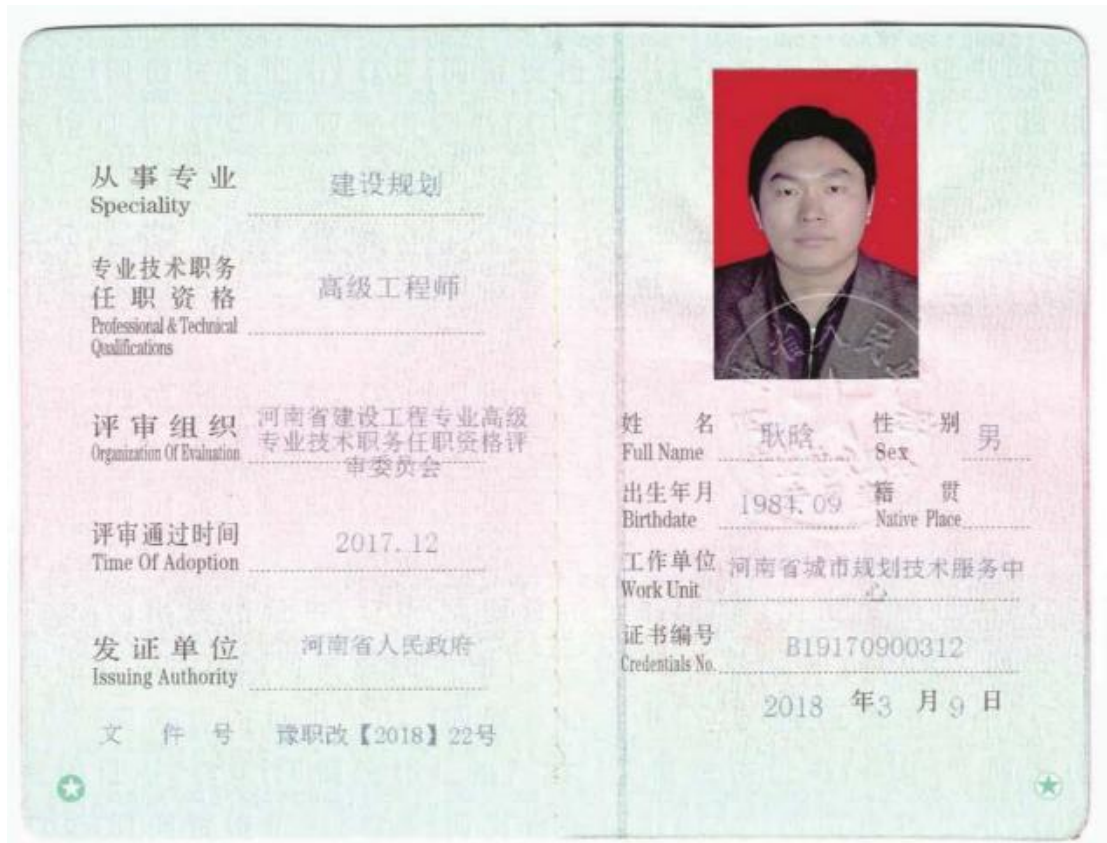 从事专业 建设规划
Speciality
专业技术职务
任职资格 高级工程师
Professional & Technical
Qualifications
评审组织 河南省建设工程专业高级
Organization Of Evaluation 专业技术职务任职资格评
审委员会
评审通过时间 2017.12
Time Of Adoption
发证单位 河南省人民政府
Issuing Authority
文件号 豫职改【2018】22号
姓名 耿晗 性别 男
Full Name Sex
出生年月 1984.09 籍贯
Birthdate Native Place
工作单位 河南省城市规划技术服务中
Work Unit 心
证书编号 B19170900312
Credentials No.
2018 年3 月9 日